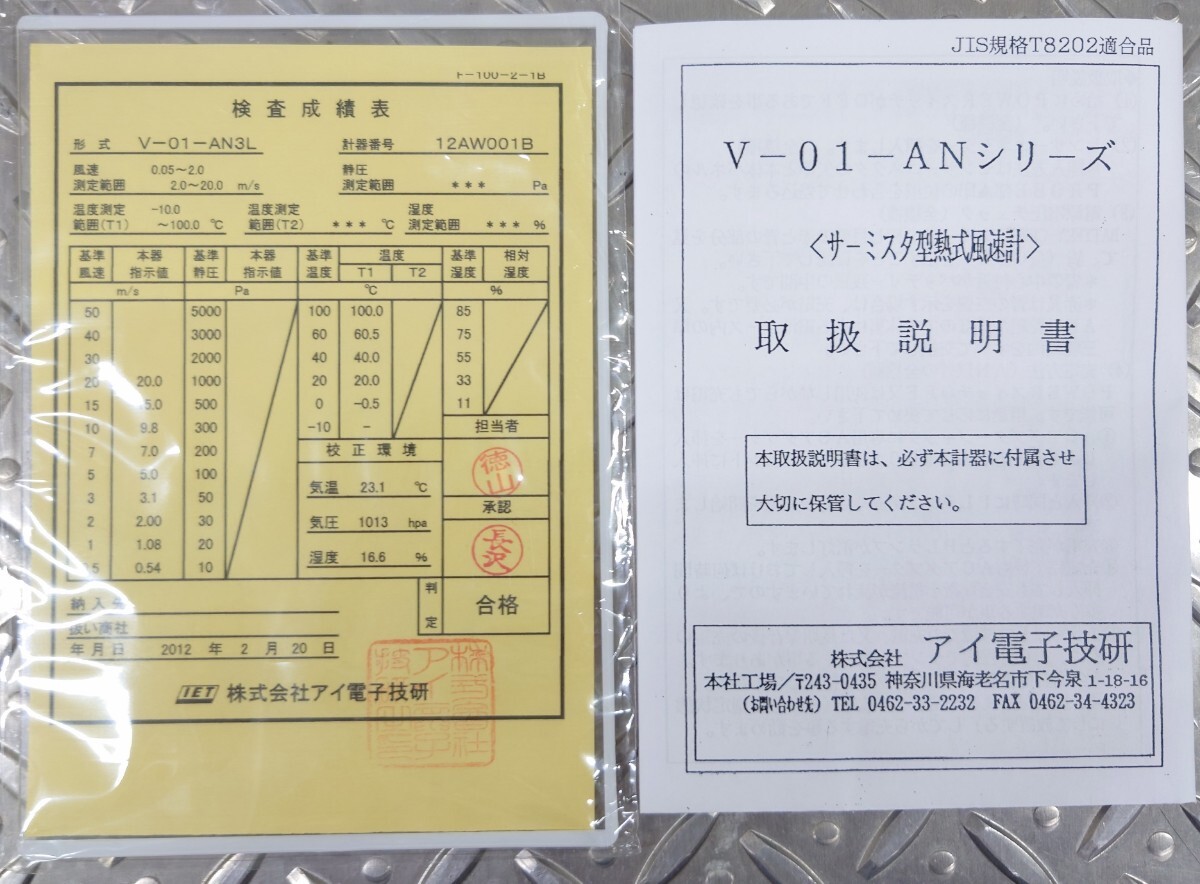 F-100-2-1B
検査成績表
形式 V-01-AN3L 計器番号 12AW001B
風速 0.05～2.0 静圧
測定範囲 2.0～20.0 m/s 測定範囲 *** Pa
温度測定 -10.0 温度測定 湿度
範囲(T1) ～100.0 ℃ 範囲(T2) *** ℃ 測定範囲 *** %
基準 本器 基準 本器 基準 温度 基準 相対
風速 指示値 静圧 指示値 温度 T1 T2 湿度 湿度
m/s Pa ℃ %
50 5000 100 100.0 85
40 3000 60 60.5 75
30 2000 40 40.0 55
20 20.0 1000 20 20.0 33
15 15.0 500 0 -0.5 11
10 9.8 300 -10 - 担当者
7 7.0 200 校正環境
5 5.0 100 気温 23.1 ℃ 徳山
3 3.1 50 承認
2 2.00 30 気圧 1013 hpa
1 1.08 20 湿度 16.6 % 長沢
.5 0.54 10
納入先 判定 合格
扱い商社
年月日 2012 年 2 月 20 日
IET 株式会社アイ電子技研
JIS規格T8202適合品
V-01-ANシリーズ
<サーミスタ型熱式風速計>
取扱説明書
本取扱説明書は、必ず本計器に付属させ
大切に保管してください。
株式会社 アイ電子技研
本社工場/〒243-0435 神奈川県海老名市下今泉 1-18-16
(お問い合わせ先) TEL 0462-33-2232 FAX 0462-34-4323